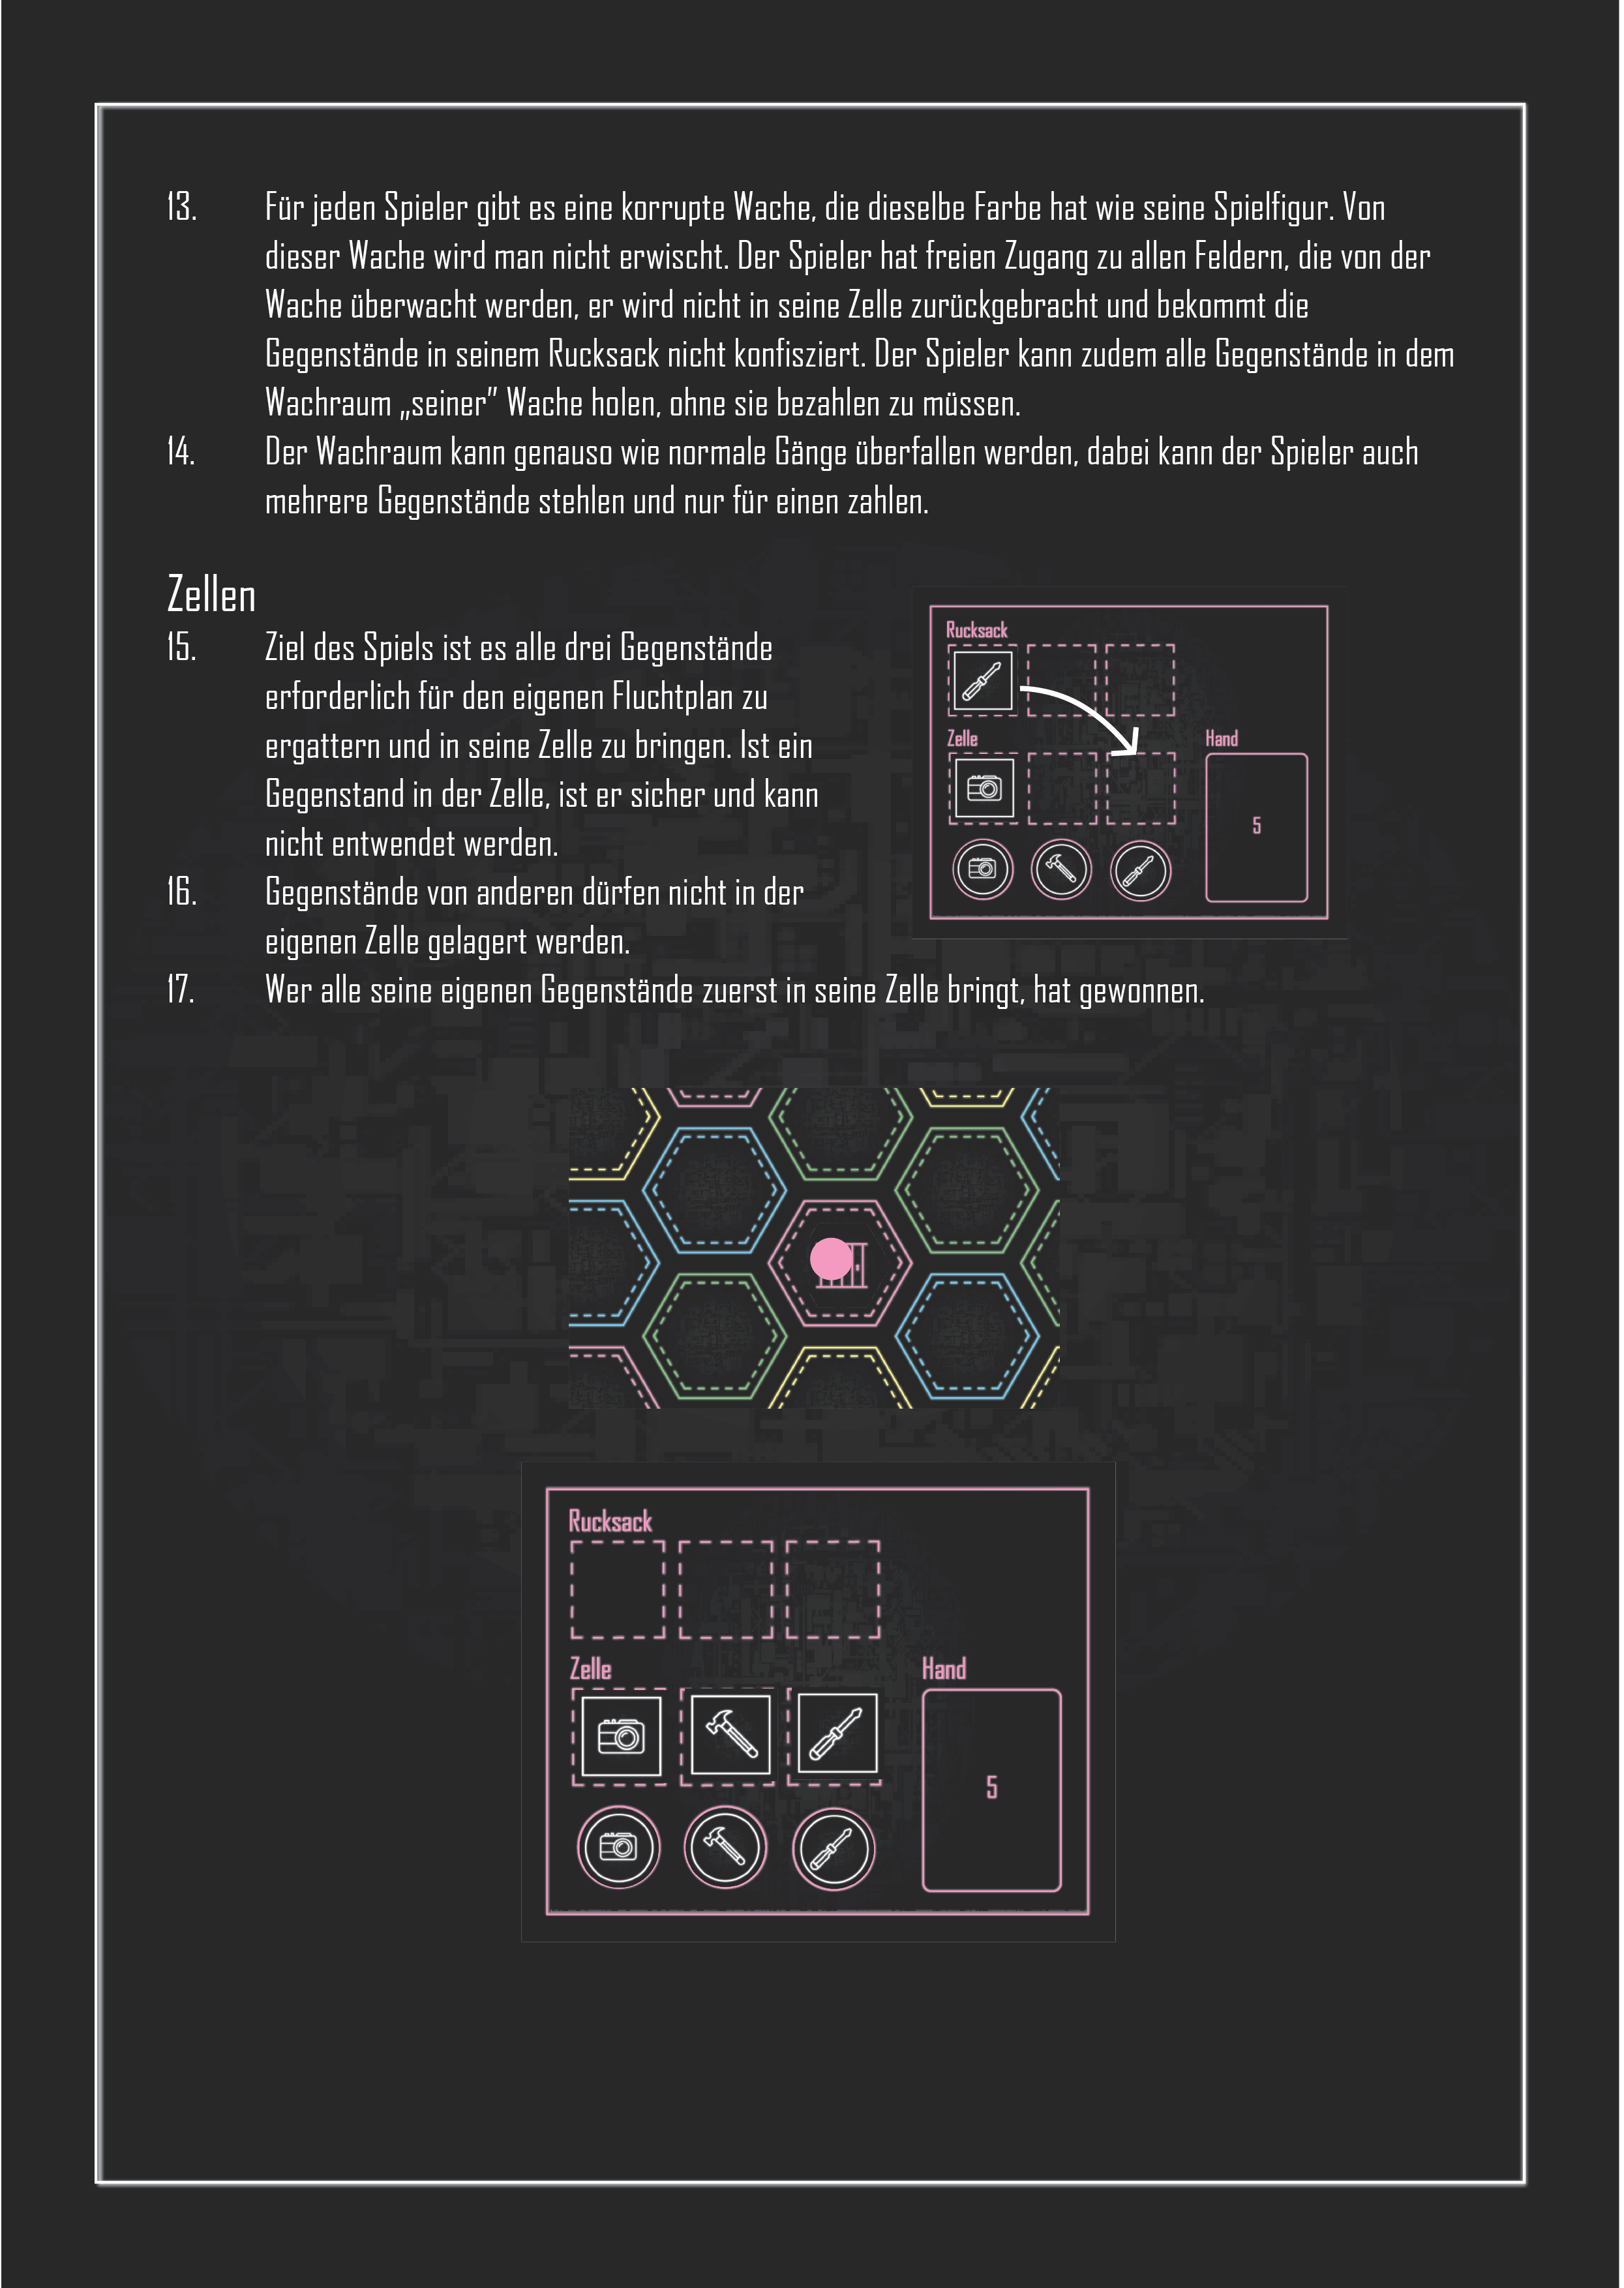 13. Für jeden Spieler gibt es eine korrupte Wache, die dieselbe Farbe hat wie seine Spielfigur. Von
dieser Wache wird man nicht erwischt. Der Spieler hat freien Zugang zu allen Feldern, die von der
Wache überwacht werden, er wird nicht in seine Zelle zurückgebracht und bekommt die
Gegenstände in seinem Rucksack nicht konfisziert. Der Spieler kann zudem alle Gegenstände in dem
Wachraum „seiner” Wache holen, ohne sie bezahlen zu müssen.
14. Der Wachraum kann genauso wie normale Gänge überfallen werden, dabei kann der Spieler auch
mehrere Gegenstände stehlen und nur für einen zahlen.
Zellen
15. Ziel des Spiels ist es alle drei Gegenstände
erforderlich für den eigenen Fluchtplan zu
ergattern und in seine Zelle zu bringen. Ist ein
Gegenstand in der Zelle, ist er sicher und kann
nicht entwendet werden.
16. Gegenstände von anderen dürfen nicht in der
eigenen Zelle gelagert werden.
17. Wer alle seine eigenen Gegenstände zuerst in seine Zelle bringt, hat gewonnen.
Rucksack
Zelle
Hand
5
Rucksack
Zelle
Hand
5